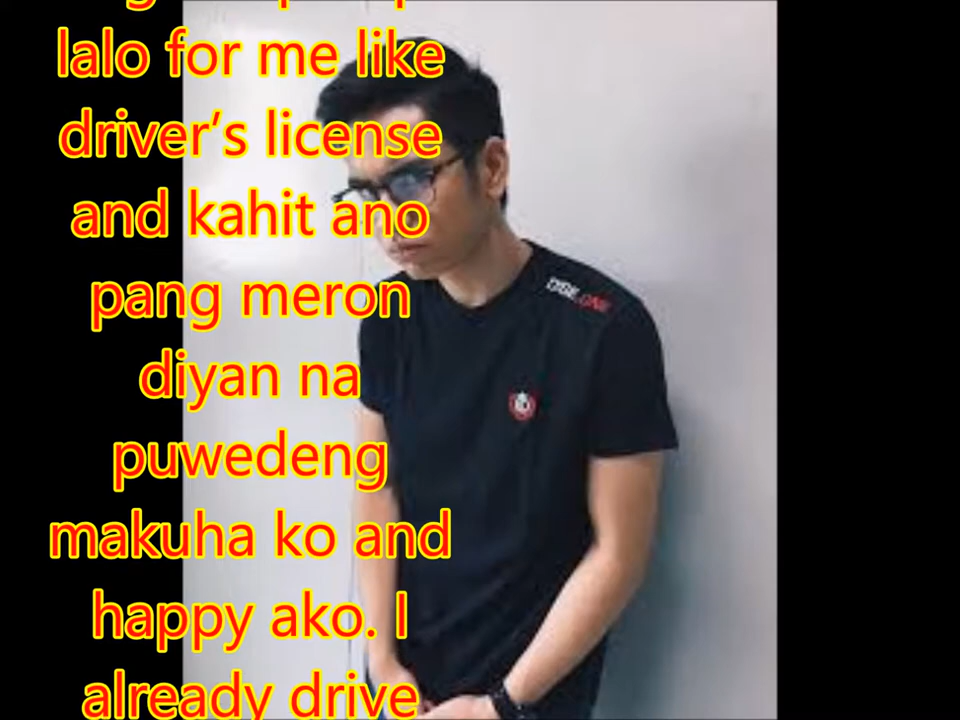 lalo for me like
driver's license
and kahit ano
pang meron
diyan na
puwedeng
makuha ko and
happy ako. I
already drive